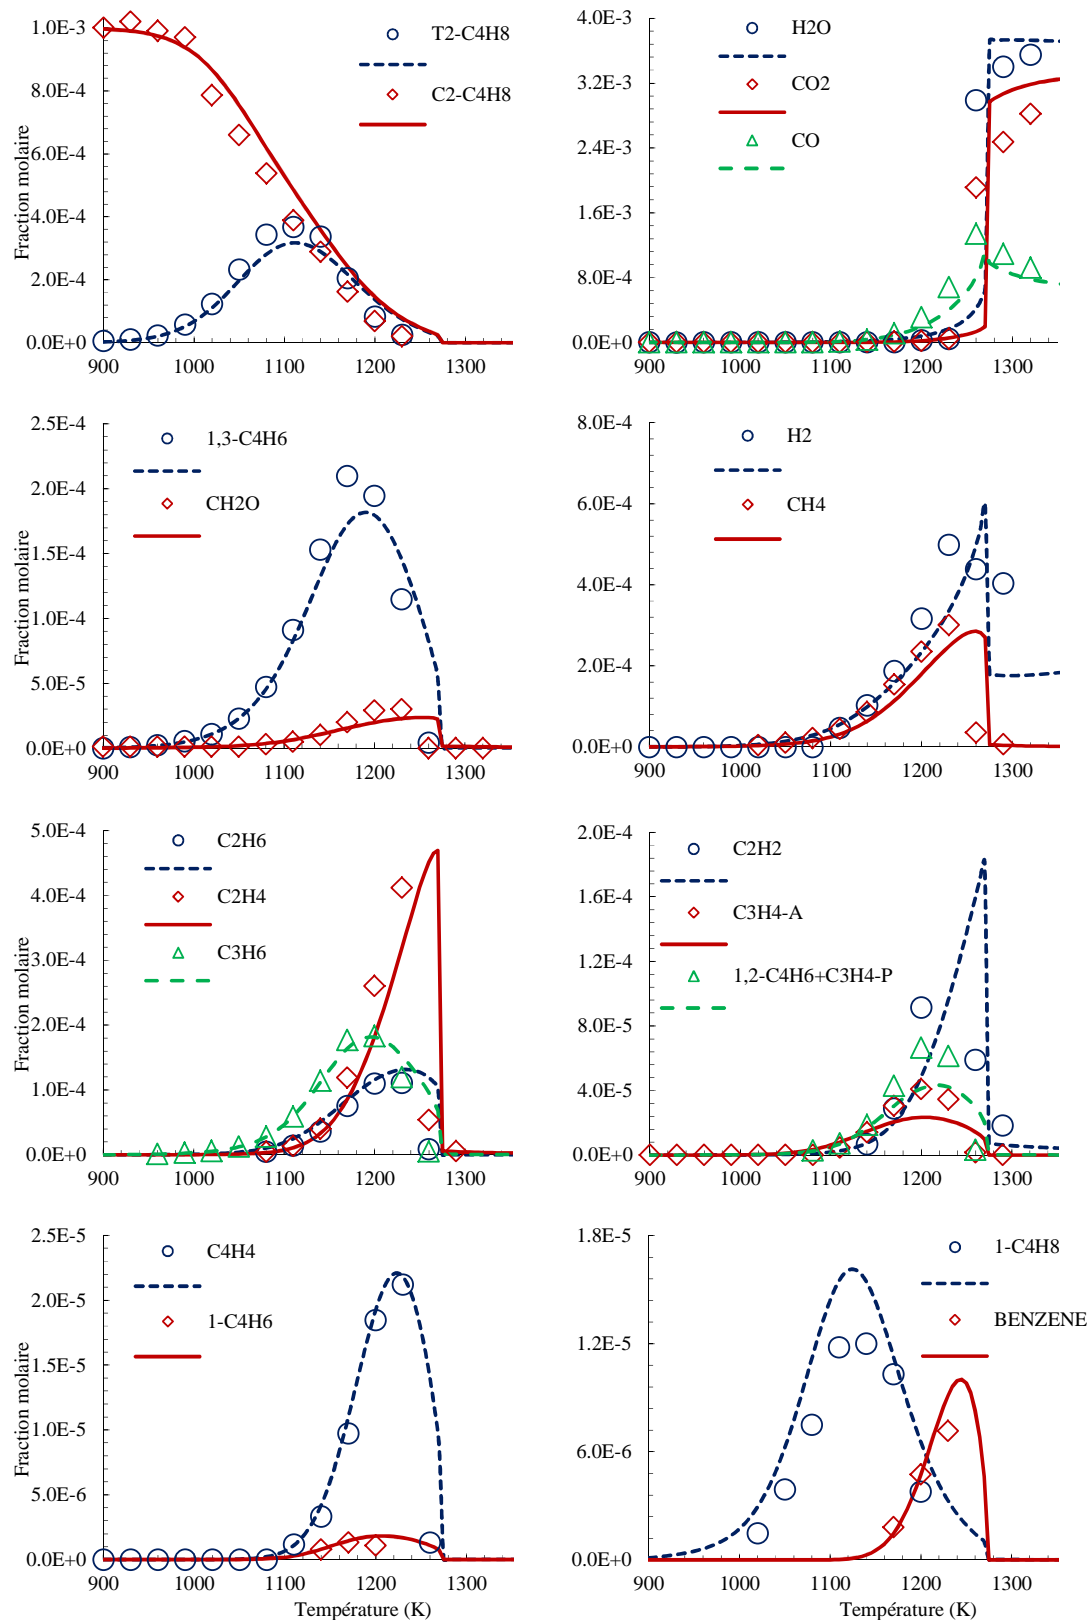 T2-C4H8
C2-C4H8
1.0E-3
8.0E-4
6.0E-4
4.0E-4
2.0E-4
0.0E+0
Fraction molaire
900
1000
1100
1200
1300
H2O
CO2
CO
4.0E-3
3.2E-3
2.4E-3
1.6E-3
8.0E-4
0.0E+0
900
1000
1100
1200
1300
1,3-C4H6
CH2O
2.5E-4
2.0E-4
1.5E-4
1.0E-4
5.0E-5
0.0E+0
Fraction molaire
900
1000
1100
1200
1300
H2
CH4
8.0E-4
6.0E-4
4.0E-4
2.0E-4
0.0E+0
900
1000
1100
1200
1300
C2H6
C2H4
C3H6
5.0E-4
4.0E-4
3.0E-4
2.0E-4
1.0E-4
0.0E+0
Fraction molaire
900
1000
1100
1200
1300
C2H2
C3H4-A
1,2-C4H6+C3H4-P
2.0E-4
1.6E-4
1.2E-4
8.0E-5
4.0E-5
0.0E+0
900
1000
1100
1200
1300
C4H4
1-C4H6
2.5E-5
2.0E-5
1.5E-5
1.0E-5
5.0E-6
0.0E+0
Fraction molaire
900
1000
1100
1200
1300
Température (K)
1-C4H8
BENZENE
1.8E-5
1.2E-5
6.0E-6
0.0E+0
900
1000
1100
1200
1300
Température (K)